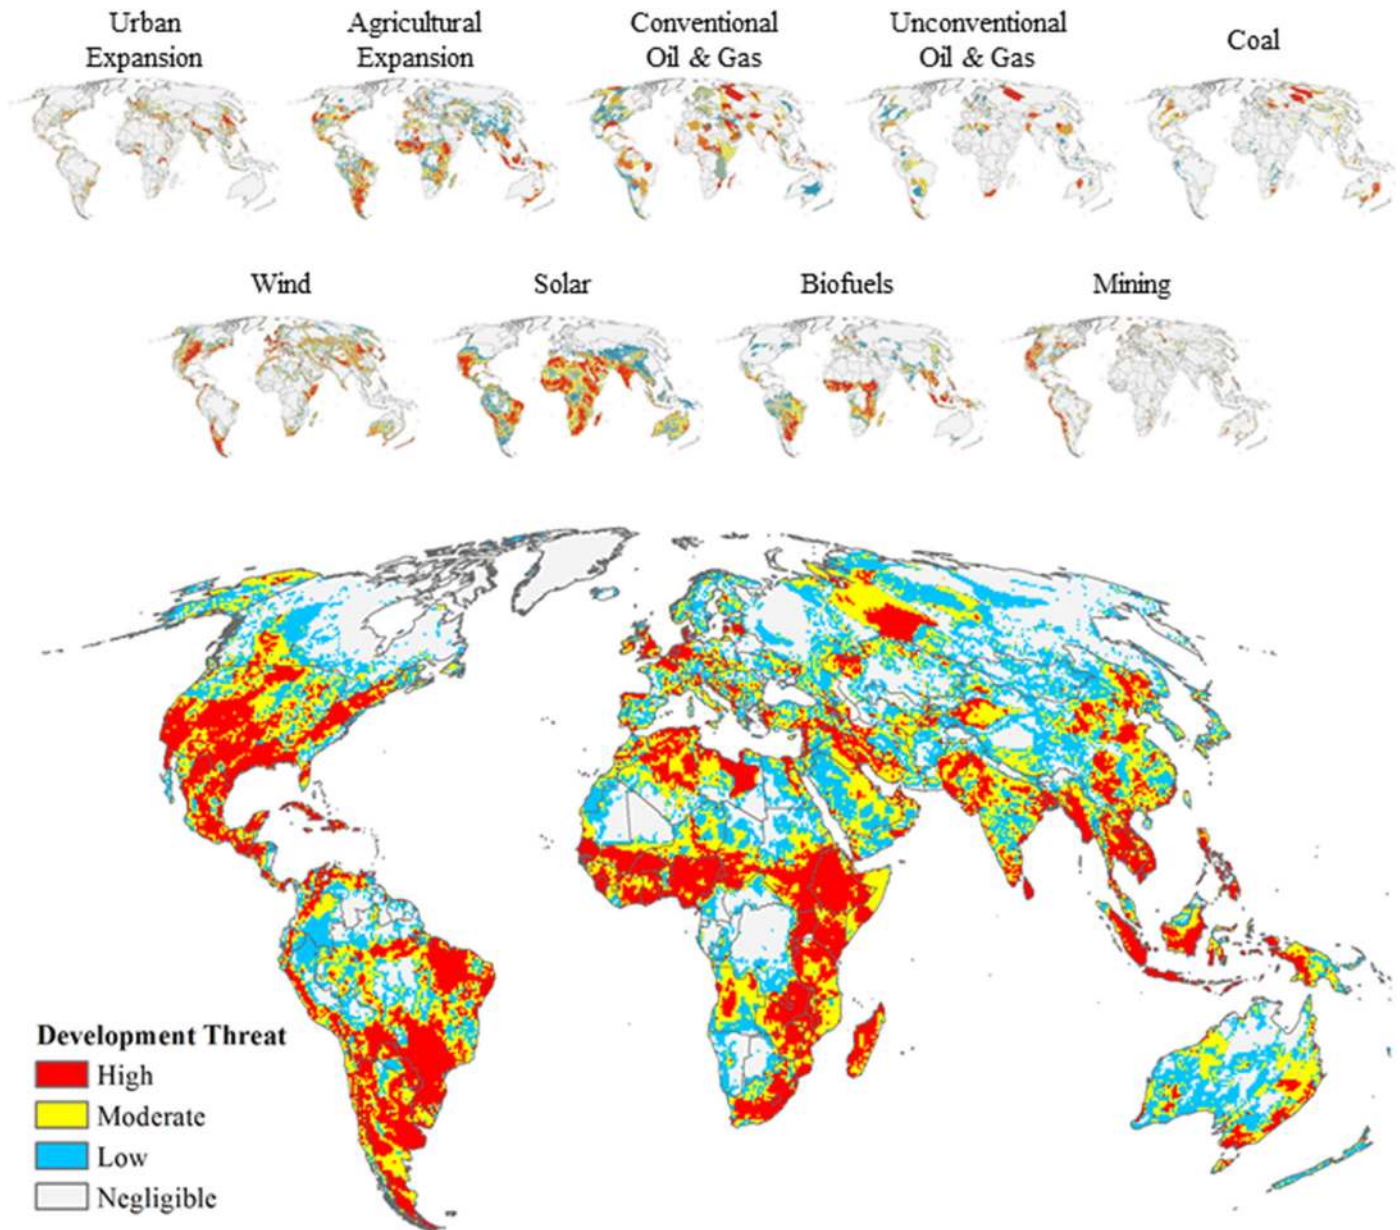 Urban
Expansion
Agricultural
Expansion
Conventional
Oil & Gas
Unconventional
Oil & Gas
Coal
Wind
Solar
Biofuels
Mining
Development Threat
High
Moderate
Low
Negligible